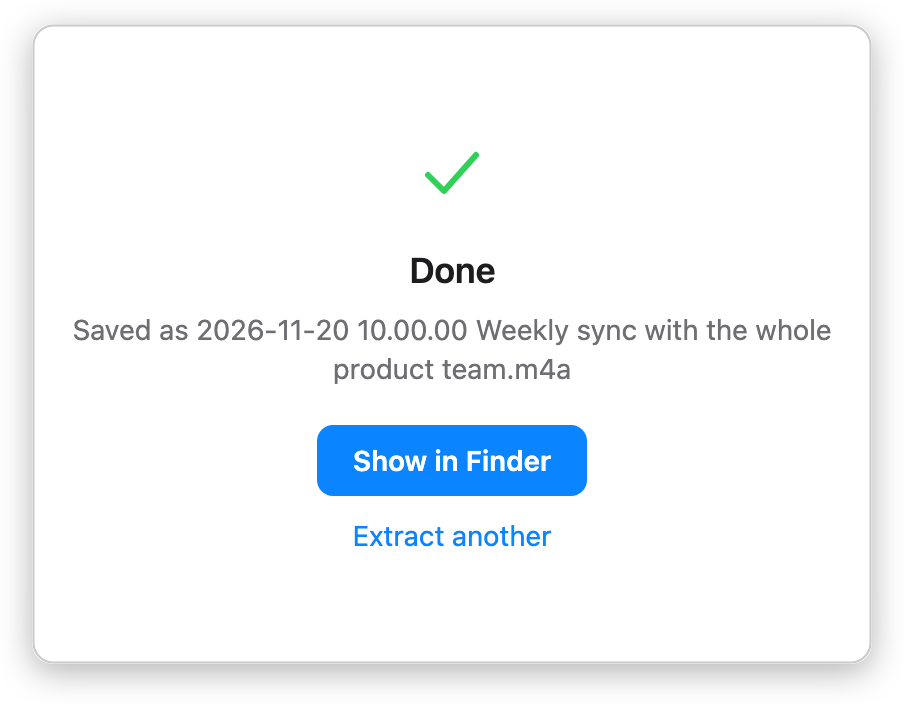 Done
Saved as 2026-11-20 10.00.00 Weekly sync with the whole
product team.m4a
Show in Finder
Extract another